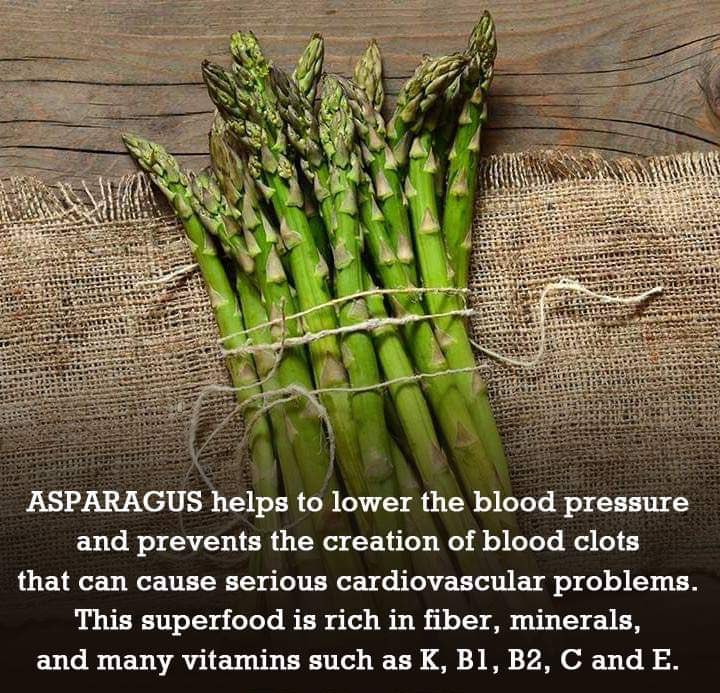 ASPARAGUS helps to lower the blood pressure
and prevents the creation of blood clots
that can cause serious cardiovascular problems.
This superfood is rich in fiber, minerals,
and many vitamins such as K, B1, B2, C and E.